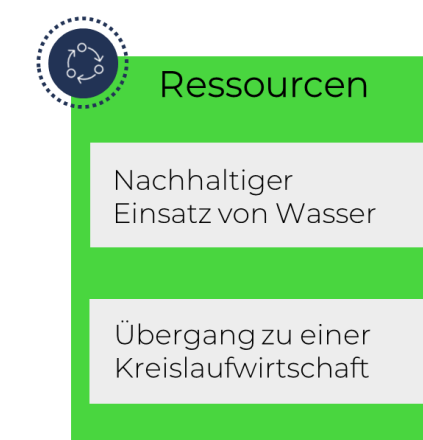 Ressourcen
Nachhaltiger
Einsatz von Wasser
Übergang zu einer
Kreislaufwirtschaft